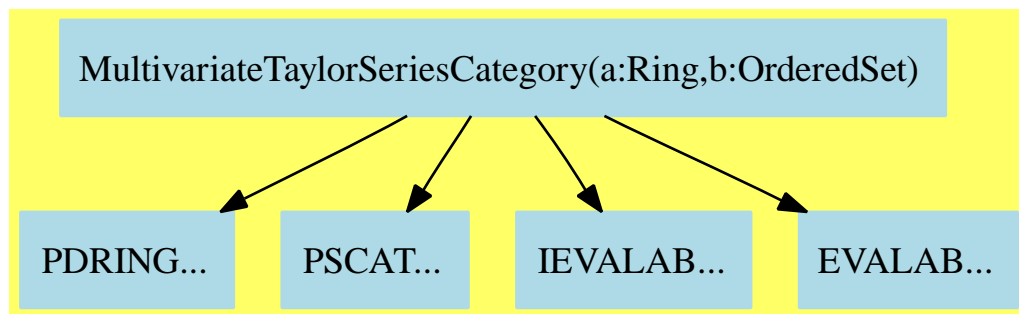 MultivariateTaylorSeriesCategory(a:Ring,b:OrderedSet)
PDRING...
PSCAT...
IEVALAB...
EVALAB...